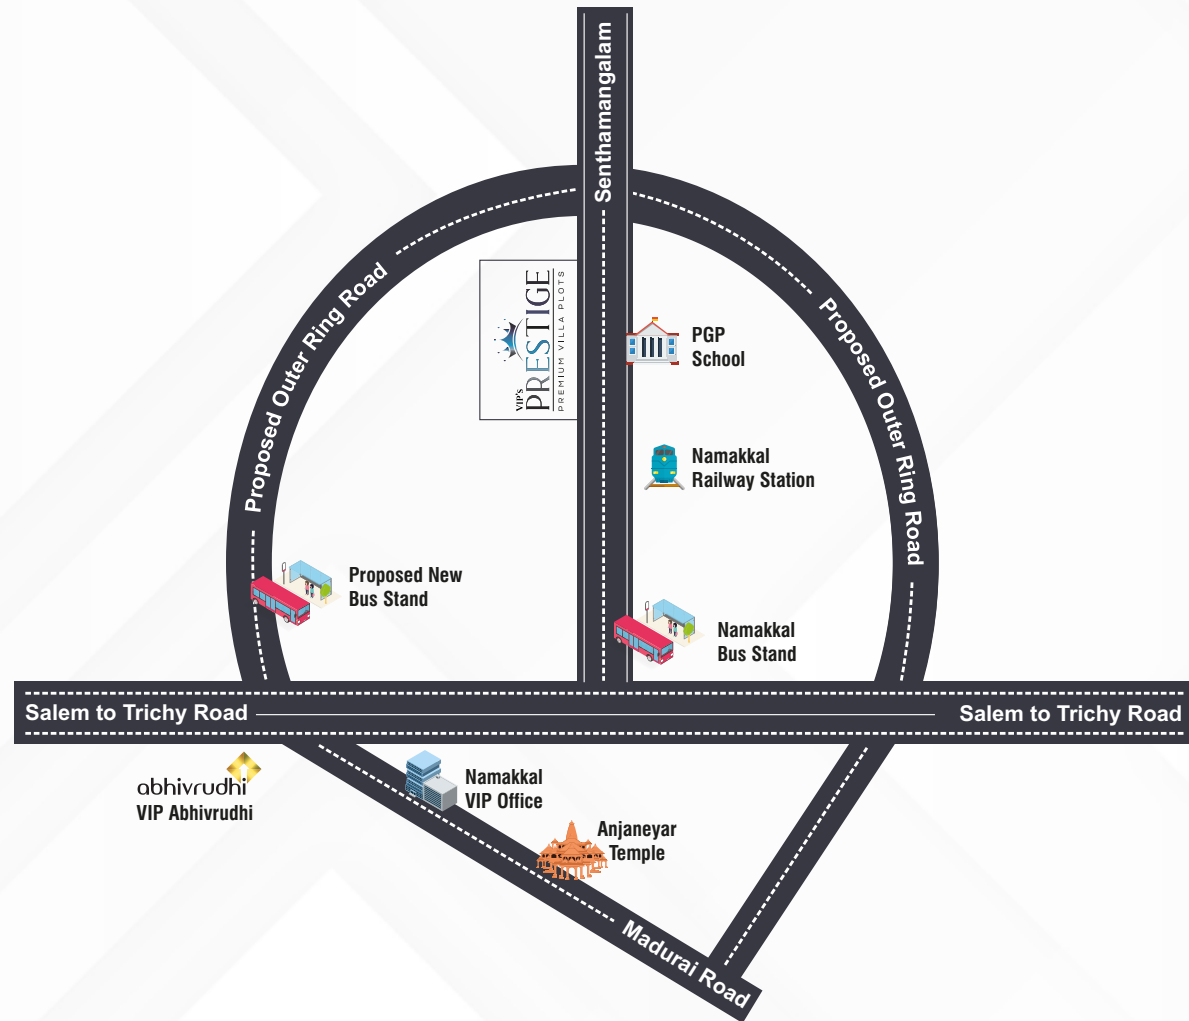 Senthamangalam
Proposed Outer Ring Road
Proposed Outer Ring Road
VIP'S
PRESTIGE
PREMIUM VILLA PLOTS
PGP
School
Namakkal
Railway Station
Proposed New
Bus Stand
Namakkal
Bus Stand
Salem to Trichy Road
Salem to Trichy Road
abhivrudhi
VIP Abhivrudhi
Namakkal
VIP Office
Anjaneyar
Temple
Madurai Road